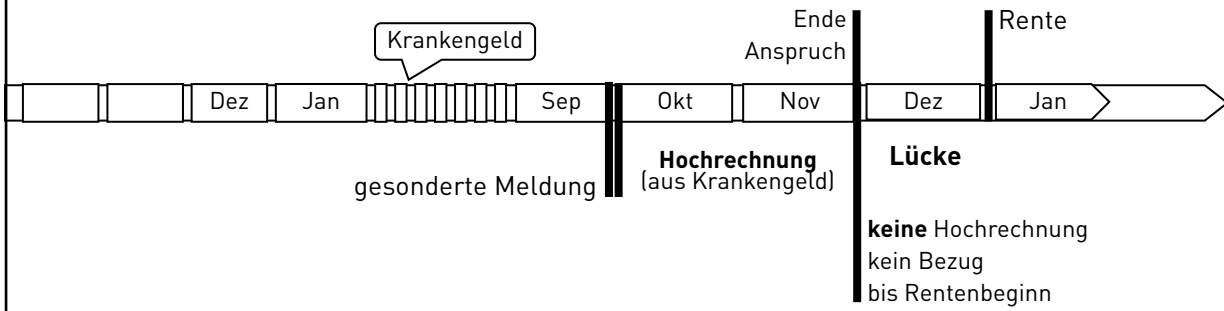 Ende
Anspruch
Rente
Krankengeld
Dez
Jan
Sep
Okt
Nov
Dez
Jan
gesonderte Meldung
Hochrechnung
(aus Krankengeld)
Lücke
keine Hochrechnung
kein Bezug
bis Rentenbeginn